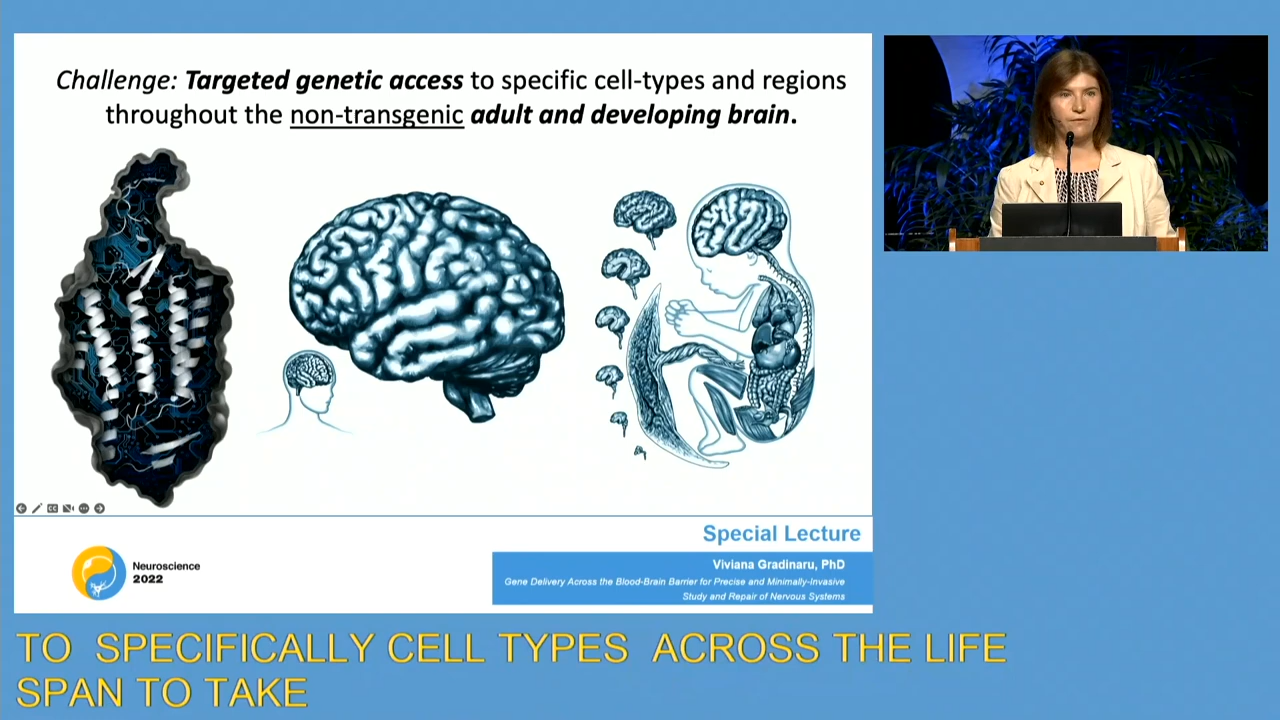 Challenge: Targeted genetic access to specific cell-types and regions
throughout the non-transgenic adult and developing brain.
Special Lecture
Neuroscience
2022
Viviana Gradinaru, PhD
Gene Delivery Across the Blood-Brain Barrier for Precise and Minimally-Invasive
Study and Repair of Nervous Systems
TO SPECIFICALLY CELL TYPES ACROSS THE LIFE
SPAN TO TAKE